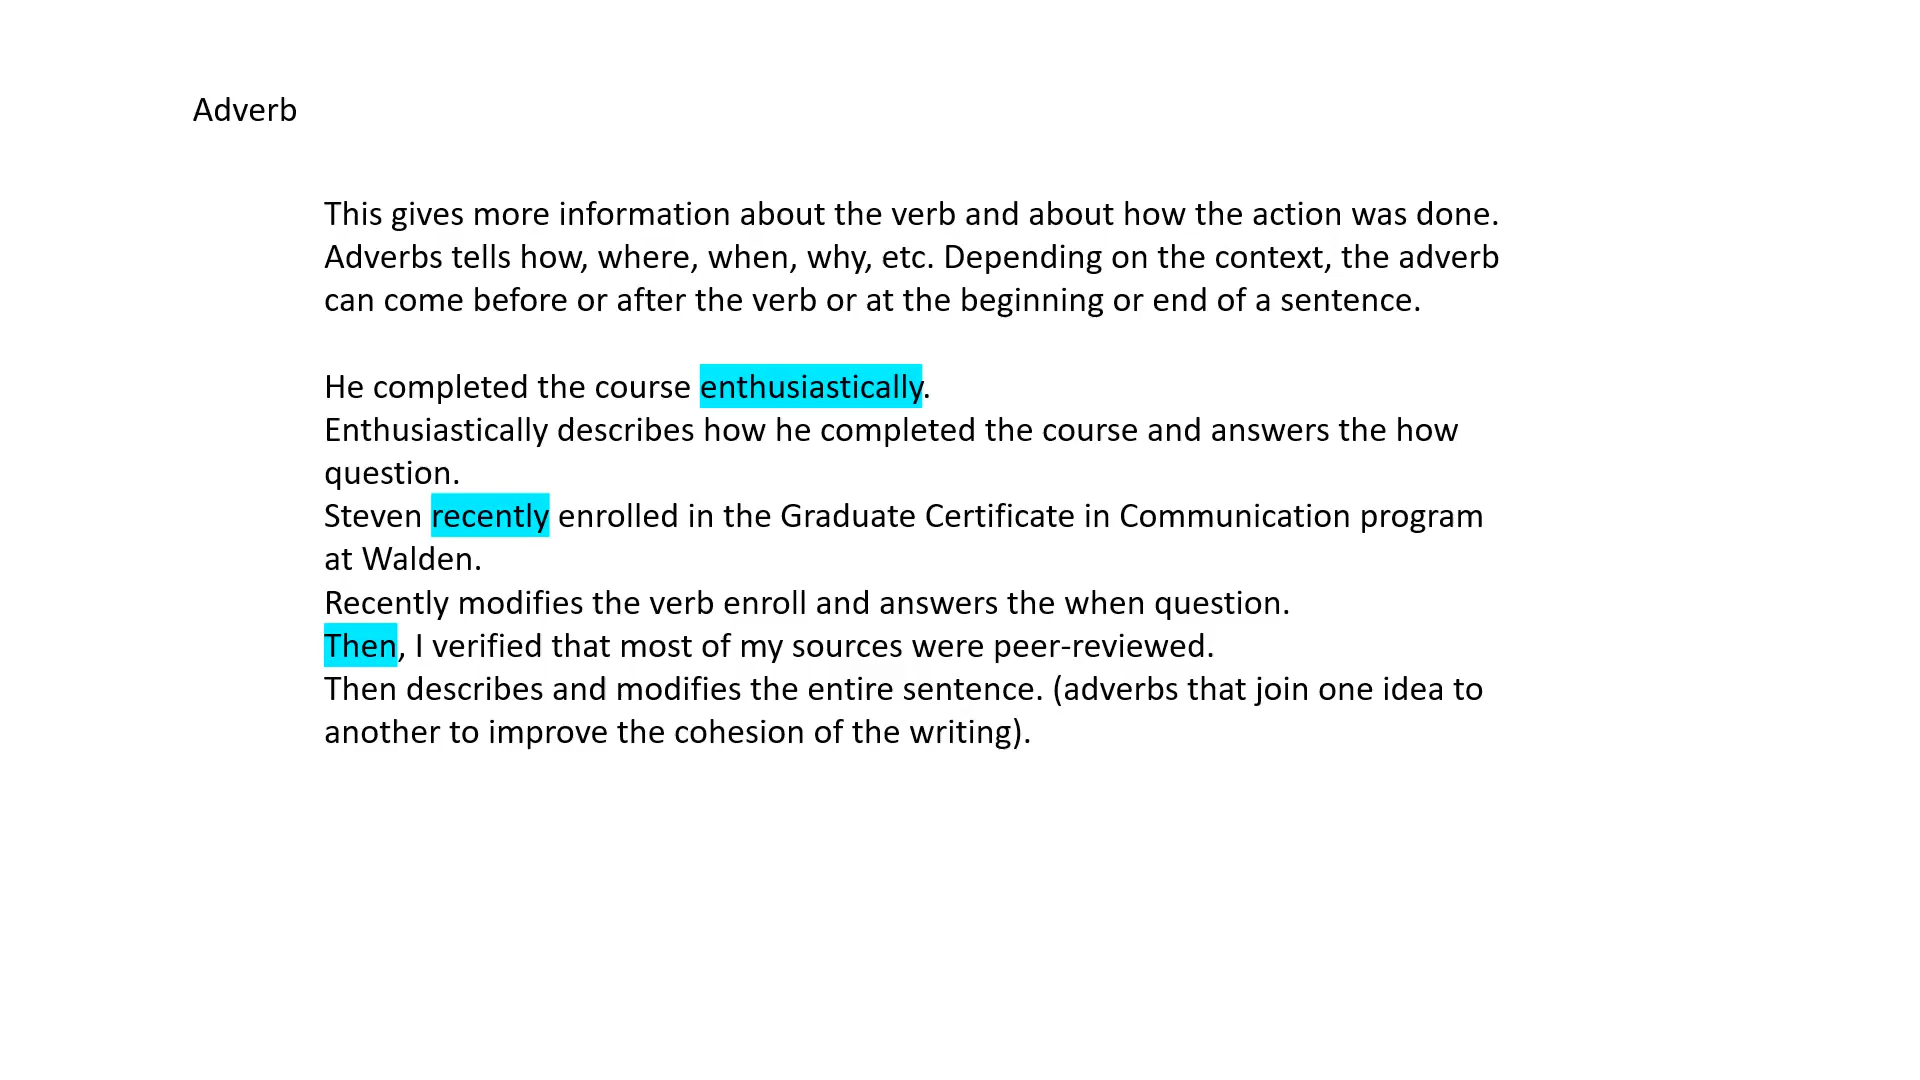 Adverb
This gives more information about the verb and about how the action was done.
Adverbs tells how, where, when, why, etc. Depending on the context, the adverb
can come before or after the verb or at the beginning or end of a sentence.
He completed the course enthusiastically.
Enthusiastically describes how he completed the course and answers the how
question.
Steven recently enrolled in the Graduate Certificate in Communication program
at Walden.
Recently modifies the verb enroll and answers the when question.
Then, I verified that most of my sources were peer-reviewed.
Then describes and modifies the entire sentence. (adverbs that join one idea to
another to improve the cohesion of the writing).